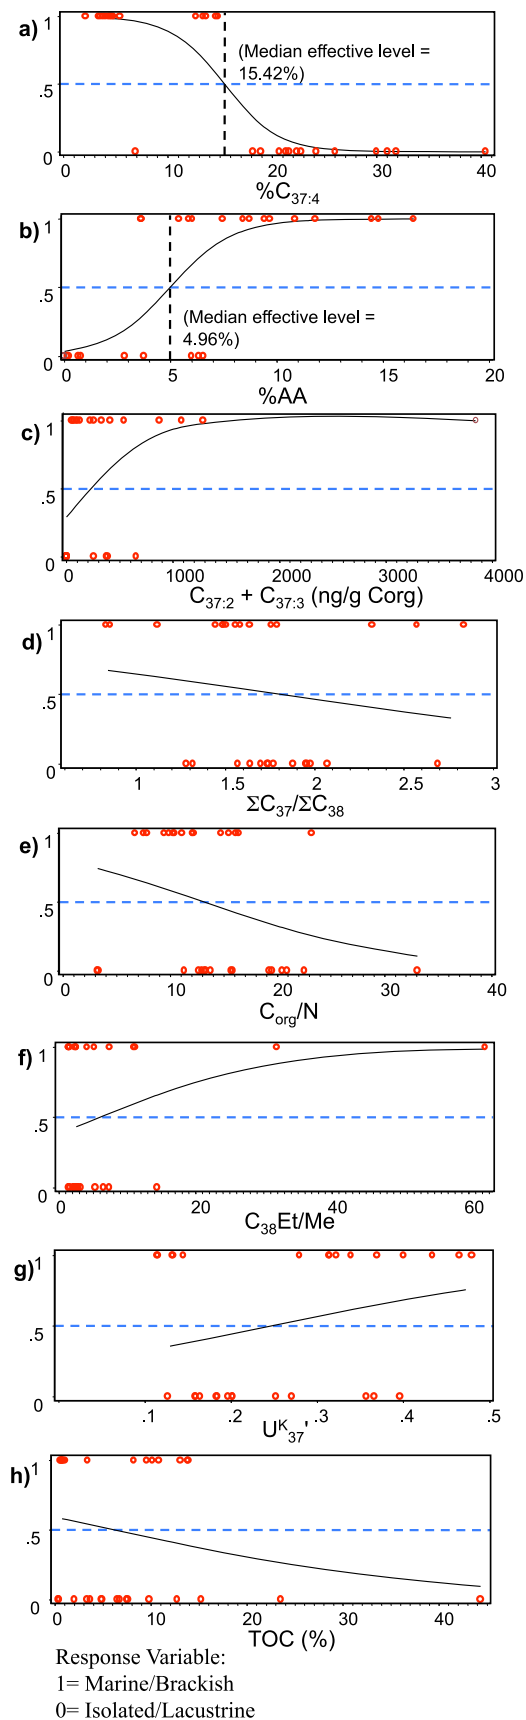 a)
1
.5
0
(Median effective level =
15.42%)
0 10 20 30 40
%C37:4
b)
1
.5
0
(Median effective level =
4.96%)
0 5 10 15 20
%AA
c)
1
.5
0
0 1000 2000 3000 4000
C37:2 + C37:3 (ng/g Corg)
d)
1
.5
0
1 1.5 2 2.5 3
ΣC37/ΣC38
e)
1
.5
0
0 10 20 30 40
Corg/N
f)
1
.5
0
0 20 40 60
C38Et/Me
g)
1
.5
0
.1 .2 .3 .4 .5
UK37'
h)
1
.5
0
0 10 20 30 40
TOC (%)
Response Variable:
1= Marine/Brackish
0= Isolated/Lacustrine